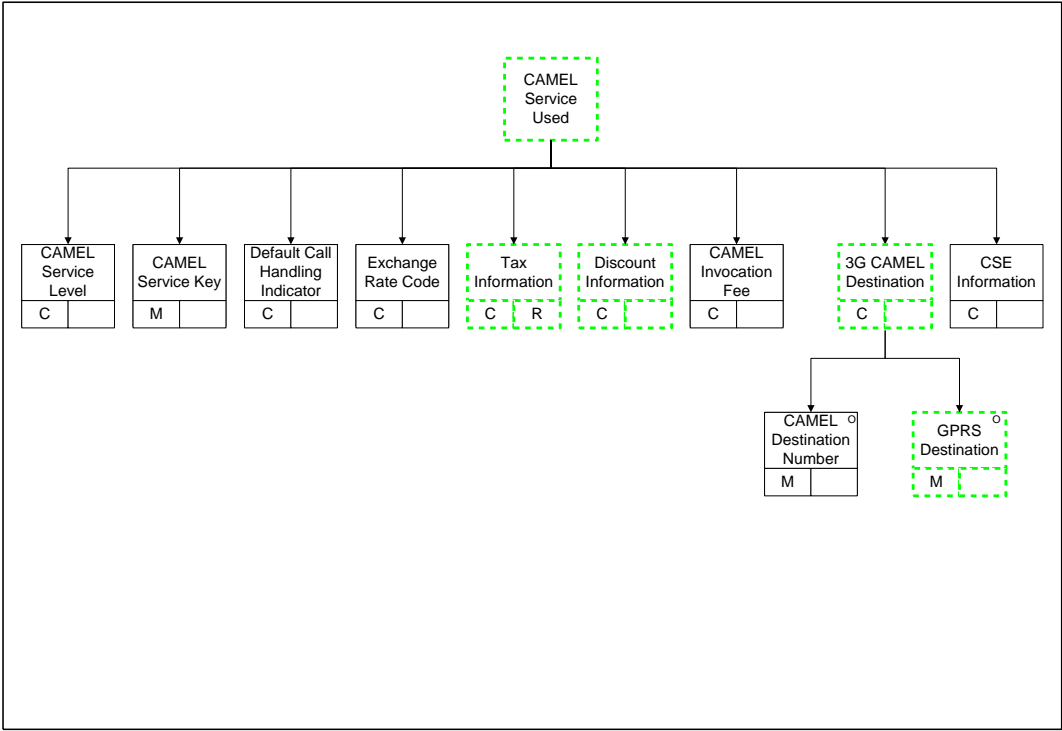 CAMEL
Service
Used
CAMEL
Service
Level
C
CAMEL
Service Key
M
Default Call
Handling
Indicator
C
Exchange
Rate Code
C
Tax
Information
C R
Discount
Information
C
CAMEL
Invocation
Fee
C
3G CAMEL
Destination
C
CSE
Information
C
CAMEL O
Destination
Number
M
O
GPRS
Destination
M